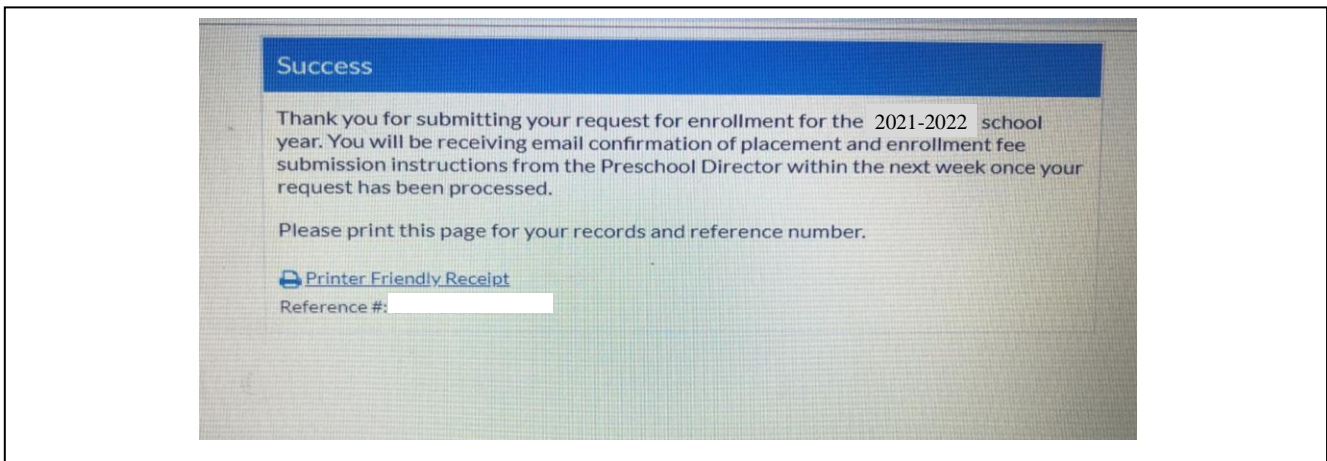 Success
Thank you for submitting your request for enrollment for the 2021-2022 school
year. You will be receiving email confirmation of placement and enrollment fee
submission instructions from the Preschool Director within the next week once your
request has been processed.
Please print this page for your records and reference number.
Printer Friendly Receipt
Reference #: